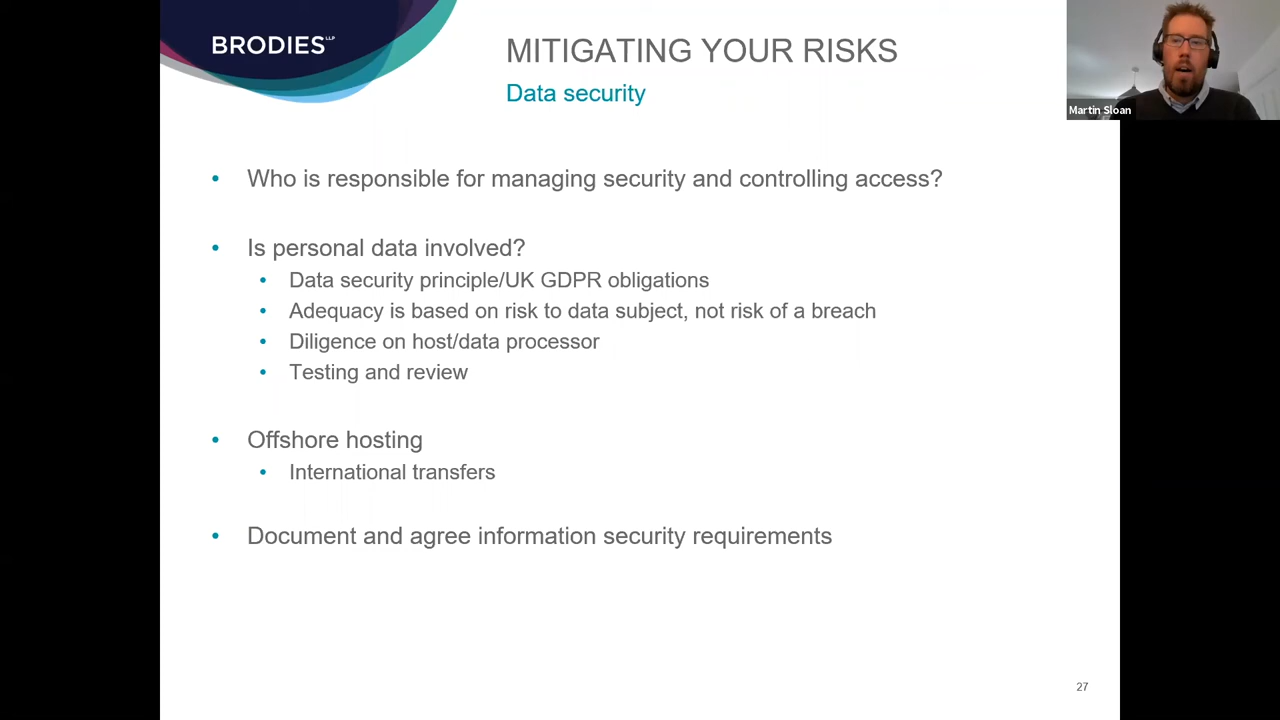 BRODIES LLP
MITIGATING YOUR RISKS
Data security
Martin Sloan
• Who is responsible for managing security and controlling access?
• Is personal data involved?
• Data security principle/UK GDPR obligations
• Adequacy is based on risk to data subject, not risk of a breach
• Diligence on host/data processor
• Testing and review
• Offshore hosting
• International transfers
• Document and agree information security requirements
27